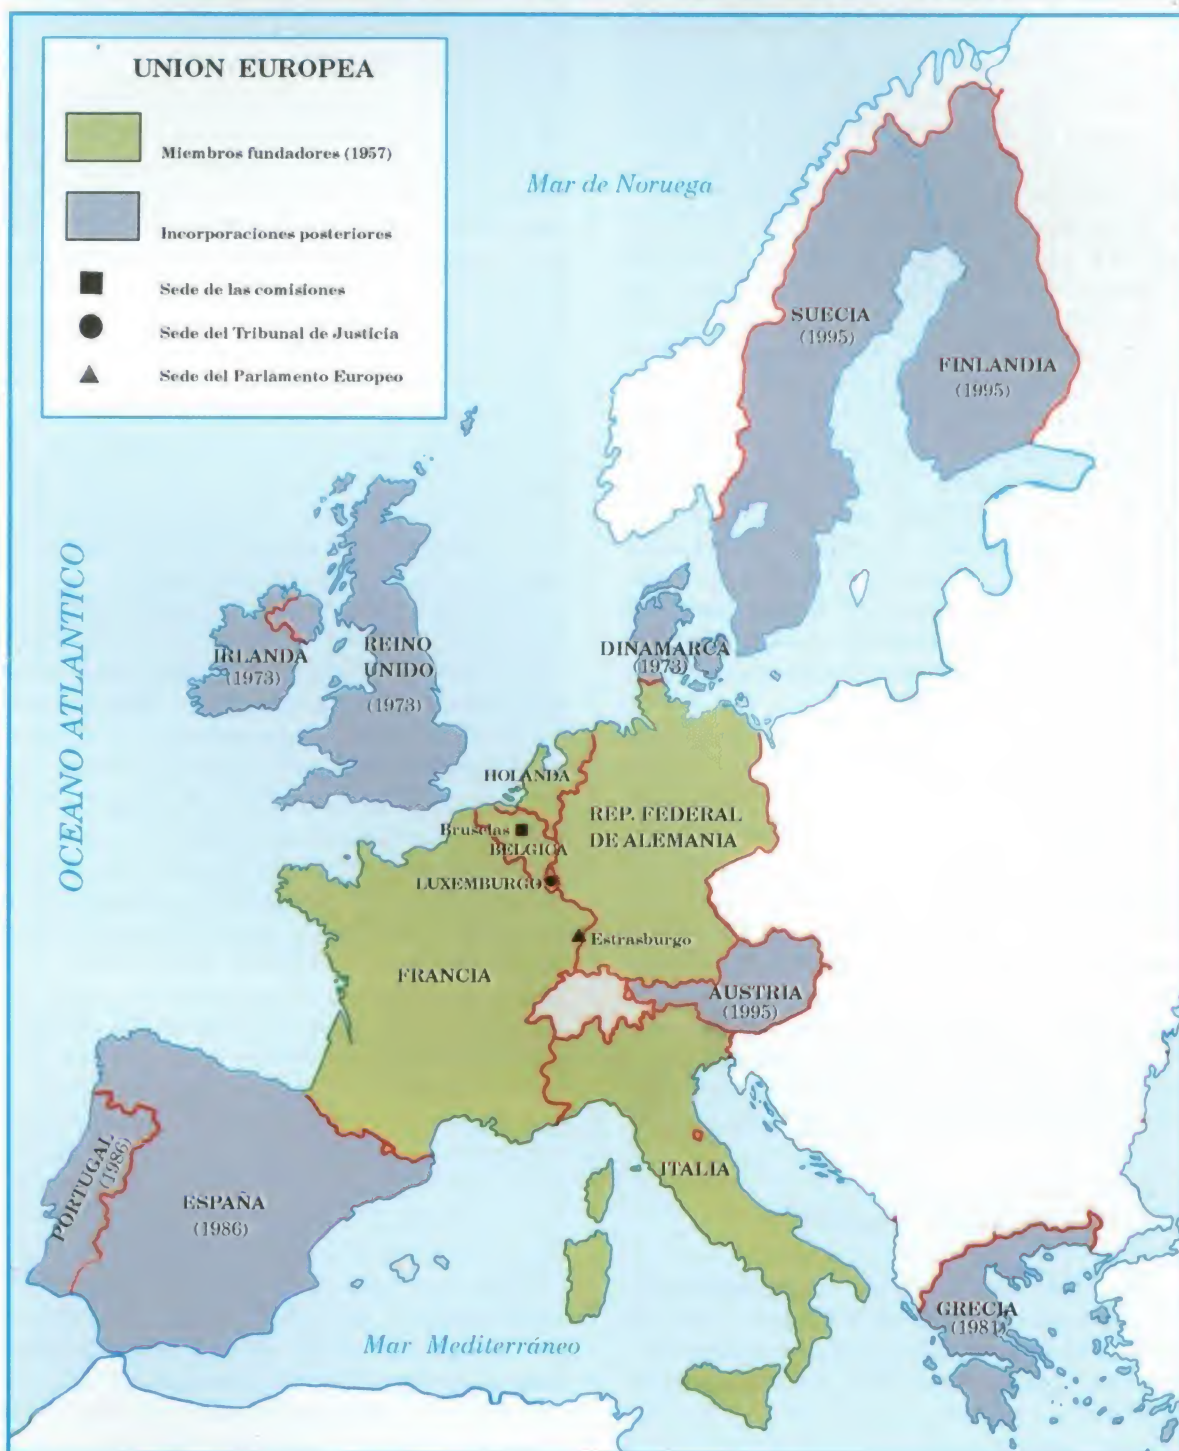 UNION EUROPEA
Miembros fundadores (1957)
Incorporaciones posteriores
Sede de las comisiones
Sede del Tribunal de Justicia
Sede del Parlamento Europeo
Mar de Noruega
SUECIA
(1995)
FINLANDIA
(1995)
OCEANO ATLANTICO
IRLANDA
(1973)
REINO
UNIDO
(1973)
DINAMARCA
(1973)
HOLANDA
REP. FEDERAL
DE ALEMANIA
Bruselas
BELGICA
LUXEMBURGO
Estrasburgo
FRANCIA
AUSTRIA
(1995)
PORTUGAL
(1986)
ESPAÑA
(1986)
ITALIA
GRECIA
(1981)
Mar Mediterráneo